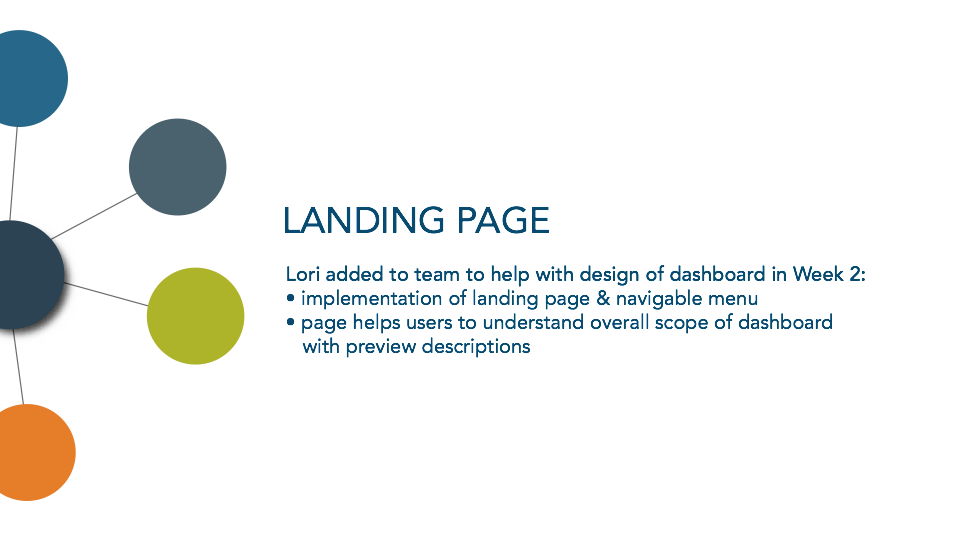 LANDING PAGE
Lori added to team to help with design of dashboard in Week 2:
• implementation of landing page & navigable menu
• page helps users to understand overall scope of dashboard
with preview descriptions